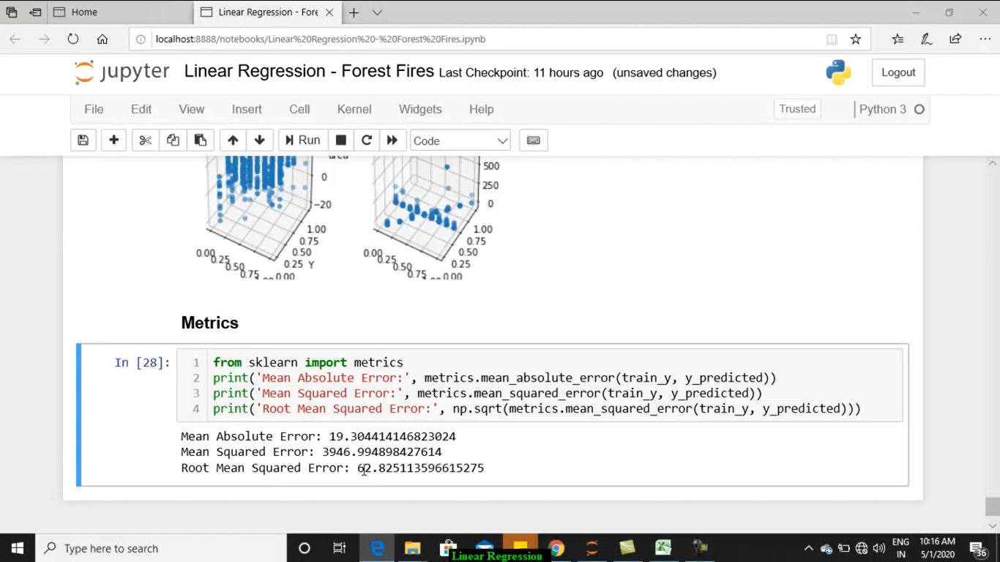 Home
Linear Regression - Fore
localhost:8888/notebooks/Linear%20Regression%20-%20Forest%20Fires.ipynb
jupyter Linear Regression - Forest Fires Last Checkpoint: 11 hours ago (unsaved changes)
Logout
File Edit View Insert Cell Kernel Widgets Help
Trusted
Python 3
Run
Code
area
0
-20
1.00
0.75
0.50
0.25 Y
0.00
0.00
0.25
0.50
0.75
500
250
0
1.00
0.75
0.50
0.25
0.00
0.00
0.25
0.50
0.75
Metrics
In [28]:
1 from sklearn import metrics
2 print('Mean Absolute Error:', metrics.mean_absolute_error(train_y, y_predicted))
3 print('Mean Squared Error:', metrics.mean_squared_error(train_y, y_predicted))
4 print('Root Mean Squared Error:', np.sqrt(metrics.mean_squared_error(train_y, y_predicted)))
Mean Absolute Error: 19.304414146823024
Mean Squared Error: 3946.994898427614
Root Mean Squared Error: 62.825113596615275
Type here to search
Linear Regression
ENG
IN
10:16 AM
5/1/2020
36